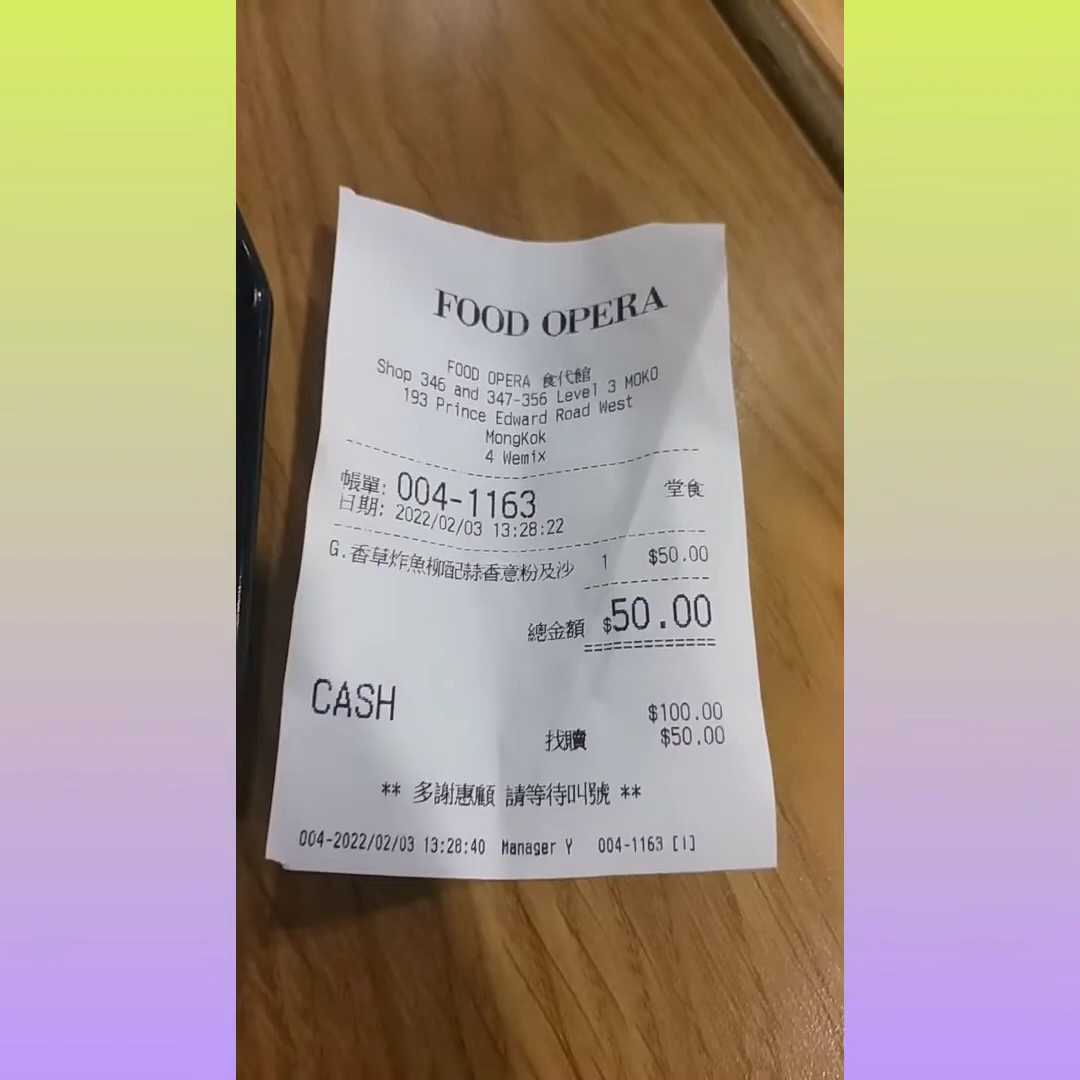 FOOD OPERA
FOOD OPERA 食代館
Shop 346 and 347-356 Level 3 MOKO
193 Prince Edward Road West
MongKok
4 Wemix
帳單: 004-1163 堂食
日期: 2022/02/03 13:28:22
G.香草炸魚柳配蒜香意粉及沙 1 $50.00
總金額 $50.00
CASH $100.00
找贖 $50.00
** 多謝惠顧 請等待叫號 **
004-2022/02/03 13:28:40 Manager Y 004-1163 [1]